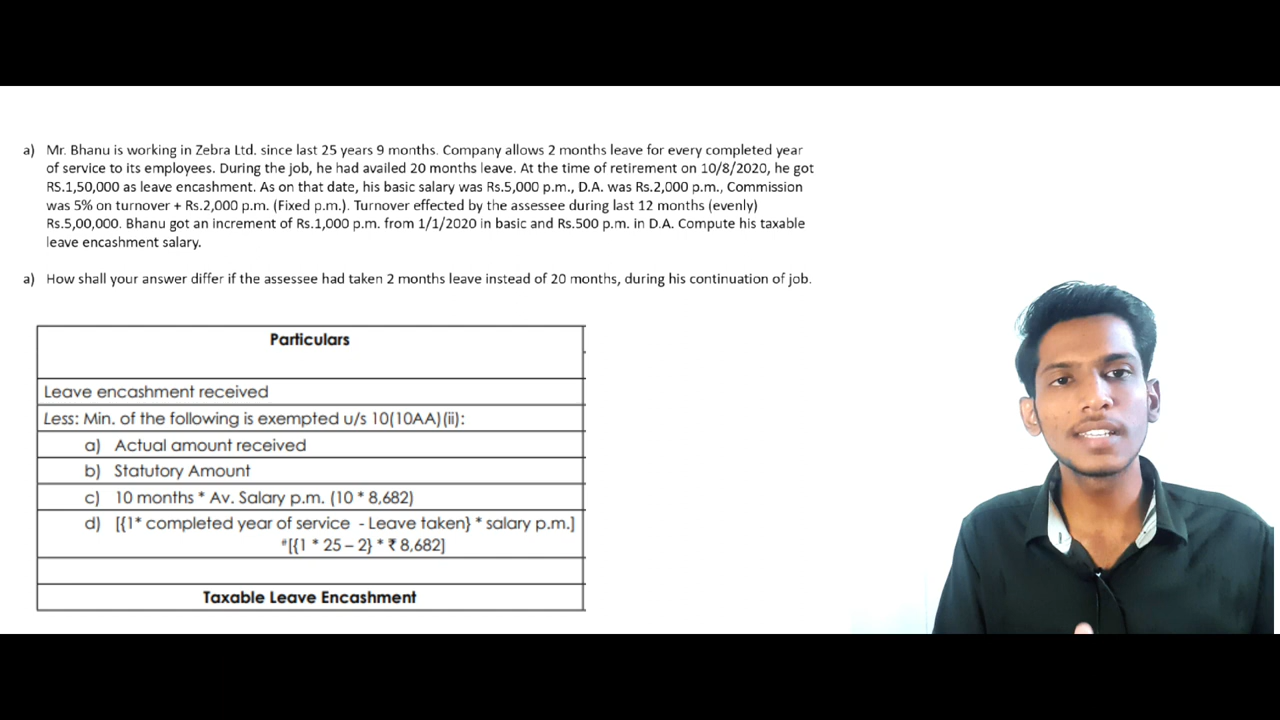 a) Mr. Bhanu is working in Zebra Ltd. since last 25 years 9 months. Company allows 2 months leave for every completed year
of service to its employees. During the job, he had availed 20 months leave. At the time of retirement on 10/8/2020, he got
RS.1,50,000 as leave encashment. As on that date, his basic salary was Rs.5,000 p.m., D.A. was Rs.2,000 p.m., Commission
was 5% on turnover + Rs.2,000 p.m. (Fixed p.m.). Turnover effected by the assessee during last 12 months (evenly)
Rs.5,00,000. Bhanu got an increment of Rs.1,000 p.m. from 1/1/2020 in basic and Rs.500 p.m. in D.A. Compute his taxable
leave encashment salary.
a) How shall your answer differ if the assessee had taken 2 months leave instead of 20 months, during his continuation of job.
Particulars
Leave encashment received
Less: Min. of the following is exempted u/s 10(10AA)(ii):
a) Actual amount received
b) Statutory Amount
c) 10 months * Av. Salary p.m. (10 * 8,682)
d) [{1* completed year of service - Leave taken} * salary p.m.]
#[{1 * 25 – 2} * ₹ 8,682]
Taxable Leave Encashment